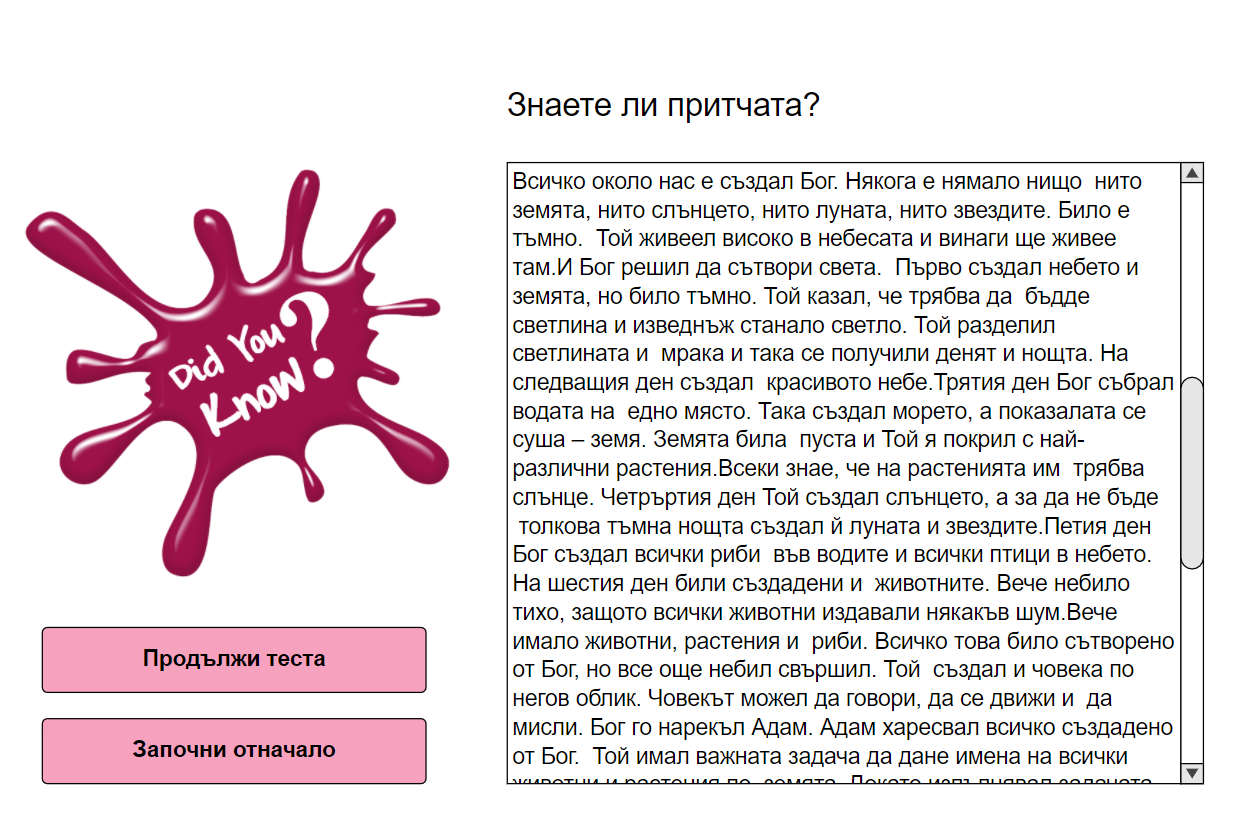 Знаете ли притчата?
Did You
Know?
Всичко около нас е създал Бог. Някога е нямало нищо  нито
земята, нито слънцето, нито луната, нито звездите. Било е
тъмно.  Той живеел високо в небесата и винаги ще живее
там.И Бог решил да сътвори света.  Първо създал небето и
земята, но било тъмно. Той казал, че трябва да  бъдде
светлина и изведнъж станало светло. Той разделил
светлината и  мрака и така се получили денят и нощта. На
следващия ден създал  красивото небе.Трятия ден Бог събрал
водата на  едно място. Така създал морето, а показалата се
суша – земя. Земята била  пуста и Той я покрил с най-
различни растения.Всеки знае, че на растенията им  трябва
слънце. Четръртия ден Той създал слънцето, а за да не бъде
толкова тъмна нощта създал й луната и звездите.Петия ден
Бог създал всички риби  във водите и всички птици в небето.
На шестия ден били създадени и  животните. Вече небило
тихо, защото всички животни издавали някакъв шум.Вече
имало животни, растения и  риби. Всичко това било сътворено
от Бог, но все още небил свършил. Той  създал и човека по
негов облик. Човекът можел да говори, да се движи и  да
мисли. Бог го нарекъл Адам. Адам харесвал всичко създадено
от Бог.  Той имал важната задача да дане имена на всички
животни и растения по  земята. Докато изпълнявал задачата
Продължи теста
Започни отначало